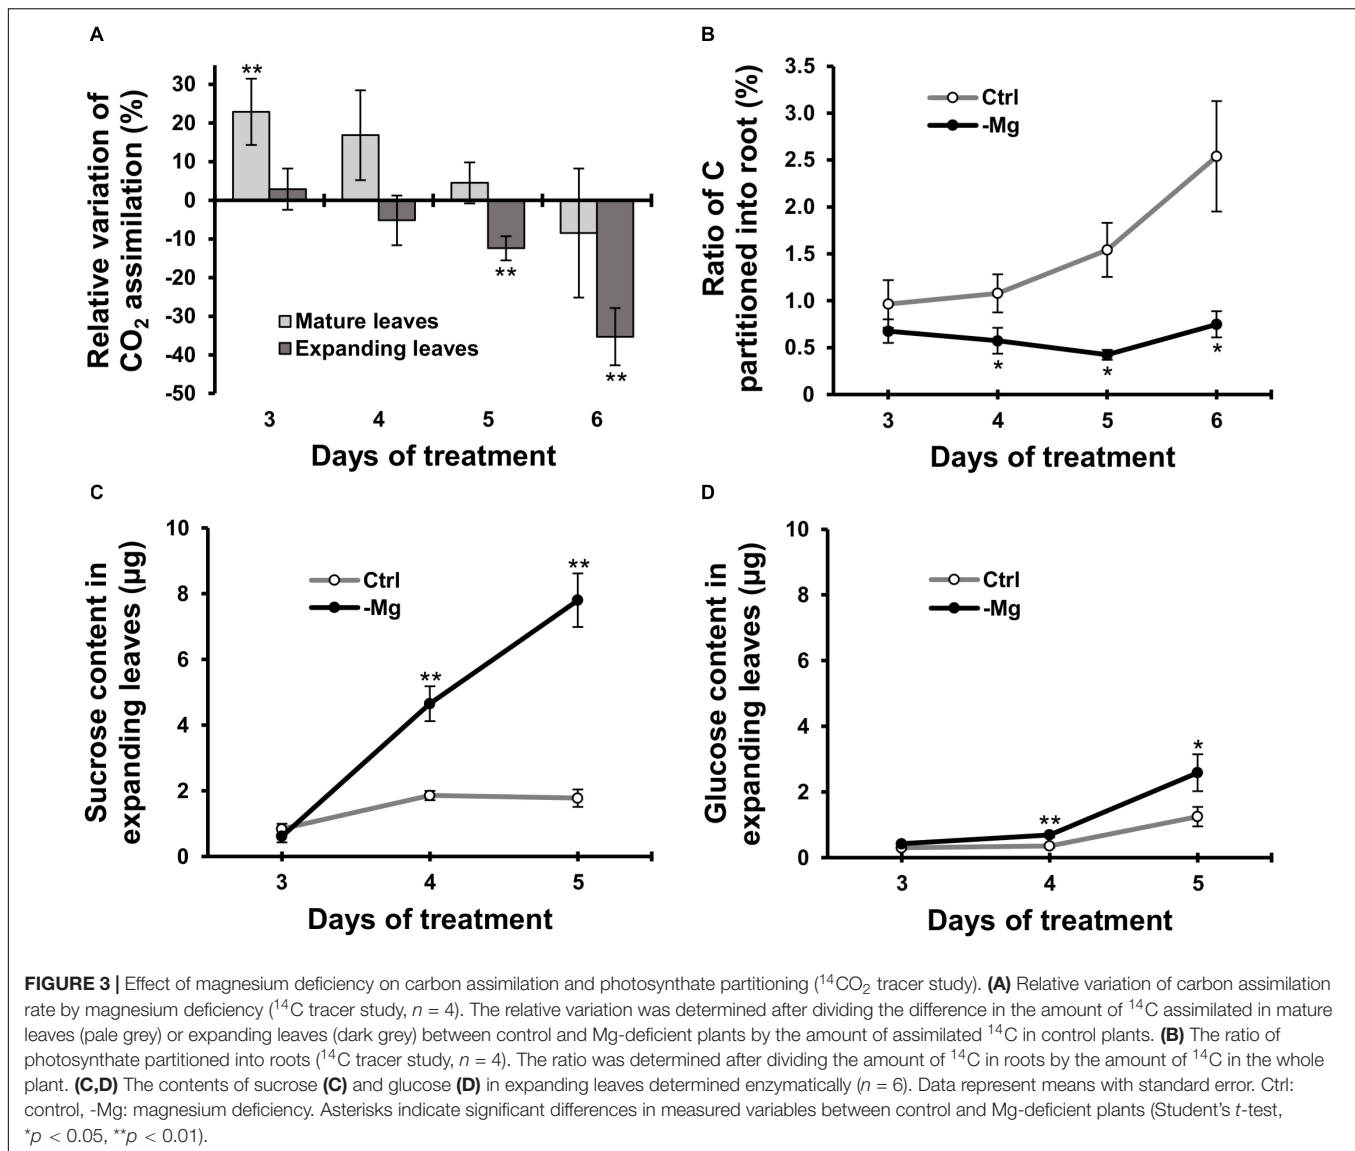 A
Relative variation of
CO₂ assimilation (%)
30
20
10
0
-10
-20
-30
-40
-50
**
**
**
Mature leaves
Expanding leaves
3 4 5 6
Days of treatment
B
Ratio of C
partitioned into root (%)
3.5
3.0
2.5
2.0
1.5
1.0
0.5
0
Ctrl
-Mg
* * *
3 4 5 6
Days of treatment
C
Sucrose content in
expanding leaves (µg)
10
8
6
4
2
0
Ctrl
-Mg
**
**
3 4 5
Days of treatment
D
Glucose content in
expanding leaves (µg)
10
8
6
4
2
0
Ctrl
-Mg
*
**
3 4 5
Days of treatment
FIGURE 3 | Effect of magnesium deficiency on carbon assimilation and photosynthate partitioning (¹⁴CO₂ tracer study). (A) Relative variation of carbon assimilation
rate by magnesium deficiency (¹⁴C tracer study, n = 4). The relative variation was determined after dividing the difference in the amount of ¹⁴C assimilated in mature
leaves (pale grey) or expanding leaves (dark grey) between control and Mg-deficient plants by the amount of assimilated ¹⁴C in control plants. (B) The ratio of
photosynthate partitioned into roots (¹⁴C tracer study, n = 4). The ratio was determined after dividing the amount of ¹⁴C in roots by the amount of ¹⁴C in the whole
plant. (C,D) The contents of sucrose (C) and glucose (D) in expanding leaves determined enzymatically (n = 6). Data represent means with standard error. Ctrl:
control, -Mg: magnesium deficiency. Asterisks indicate significant differences in measured variables between control and Mg-deficient plants (Student's t-test,
*p < 0.05, **p < 0.01).